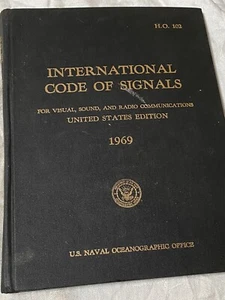 H.O. 102
INTERNATIONAL
CODE OF SIGNALS
FOR VISUAL, SOUND, AND RADIO COMMUNICATIONS
UNITED STATES EDITION
1969
U.S. NAVAL OCEANOGRAPHIC OFFICE